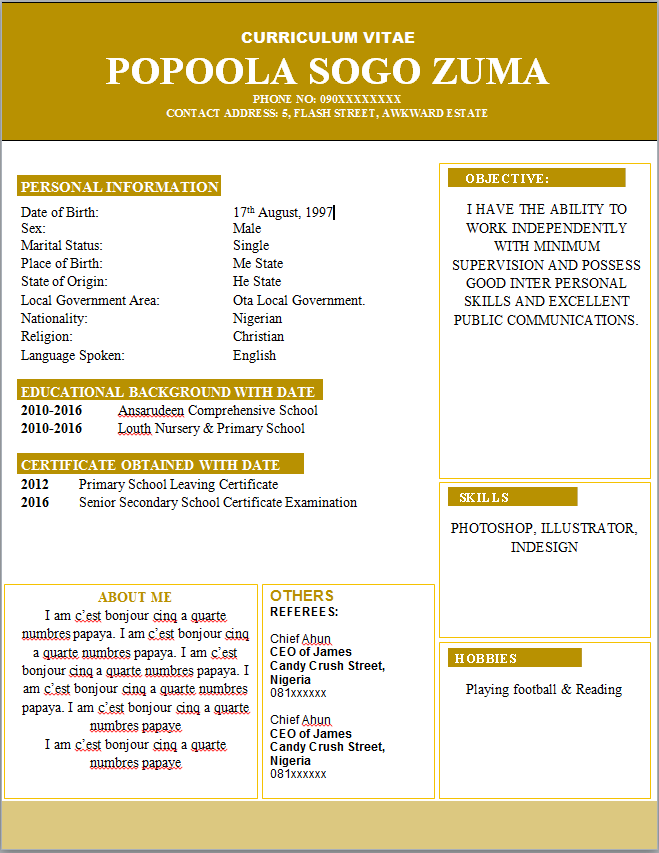 CURRICULUM VITAE
POPOOLA SOGO ZUMA
PHONE NO: 090XXXXXXXX
CONTACT ADDRESS: 5, FLASH STREET, AWKWARD ESTATE
PERSONAL INFORMATION
Date of Birth: 17th August, 1997
Sex: Male
Marital Status: Single
Place of Birth: Me State
State of Origin: He State
Local Government Area: Ota Local Government.
Nationality: Nigerian
Religion: Christian
Language Spoken: English
EDUCATIONAL BACKGROUND WITH DATE
2010-2016 Ansarudeen Comprehensive School
2010-2016 Louth Nursery & Primary School
CERTIFICATE OBTAINED WITH DATE
2012 Primary School Leaving Certificate
2016 Senior Secondary School Certificate Examination
ABOUT ME
I am c’est bonjour cinq a quarte
numbres papaya. I am c’est bonjour cinq
a quarte numbres papaya. I am c’est
bonjour cinq a quarte numbres papaya. I
am c’est bonjour cinq a quarte numbres
papaya. I am c’est bonjour cinq a quarte
numbres papaye
I am c’est bonjour cinq a quarte
numbres papaye
OTHERS
REFEREES:
Chief Ahun
CEO of James
Candy Crush Street,
Nigeria
081xxxxxx
Chief Ahun
CEO of James
Candy Crush Street,
Nigeria
081xxxxxx
OBJECTIVE:
I HAVE THE ABILITY TO
WORK INDEPENDENTLY
WITH MINIMUM
SUPERVISION AND POSSESS
GOOD INTER PERSONAL
SKILLS AND EXCELLENT
PUBLIC COMMUNICATIONS.
SKILLS
PHOTOSHOP, ILLUSTRATOR,
INDESIGN
HOBBIES
Playing football & Reading